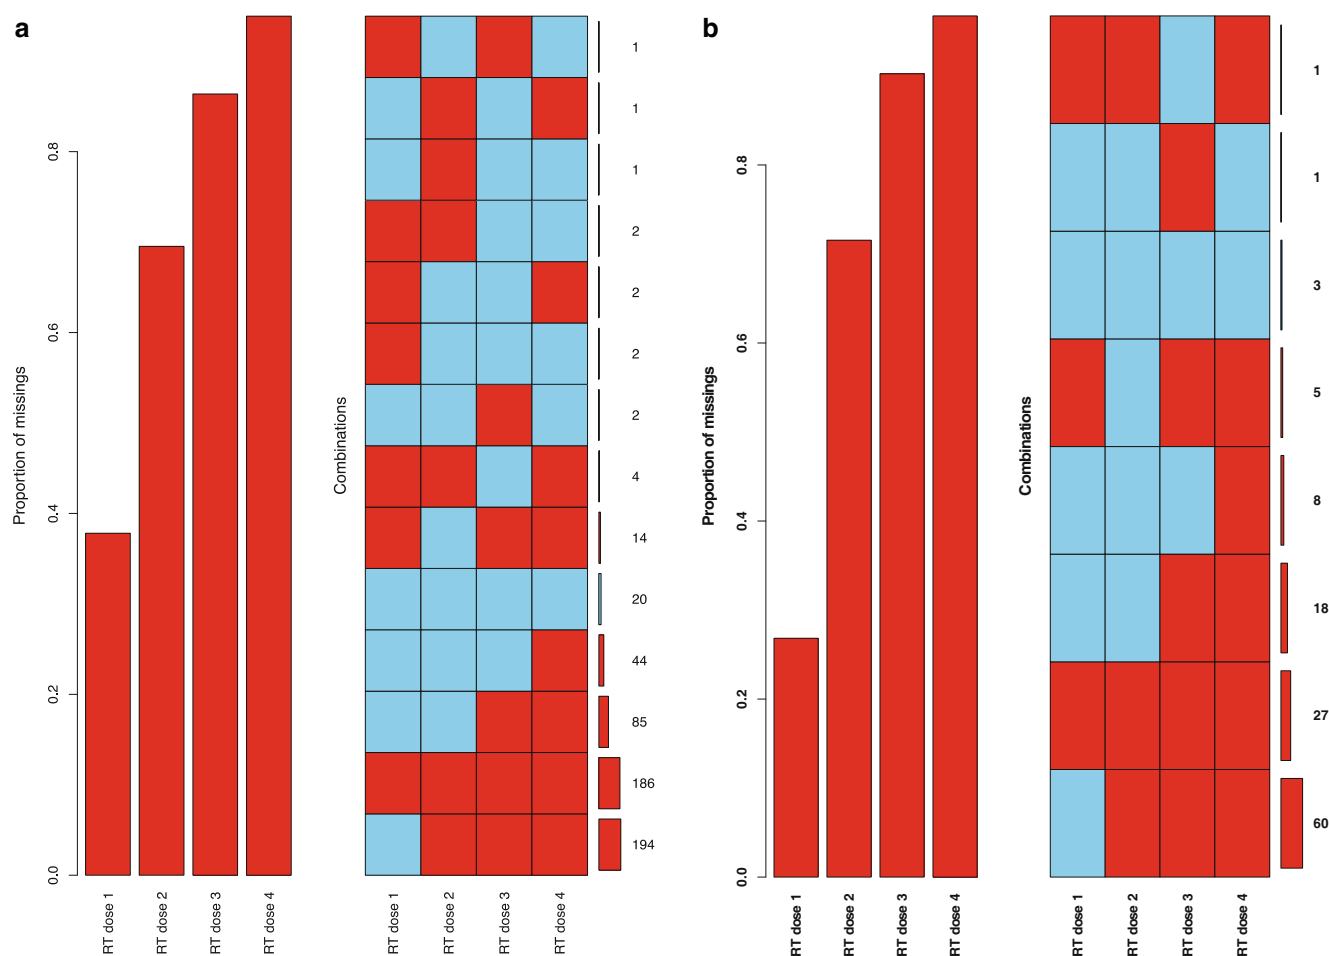 a
Proportion of missings
0.8
0.6
0.4
0.2
0.0
RT dose 1
RT dose 2
RT dose 3
RT dose 4
Combinations
1
1
1
2
2
2
2
4
14
20
44
85
186
194
RT dose 1
RT dose 2
RT dose 3
RT dose 4
b
Proportion of missings
0.8
0.6
0.4
0.2
0.0
RT dose 1
RT dose 2
RT dose 3
RT dose 4
Combinations
1
1
3
5
8
18
27
60
RT dose 1
RT dose 2
RT dose 3
RT dose 4